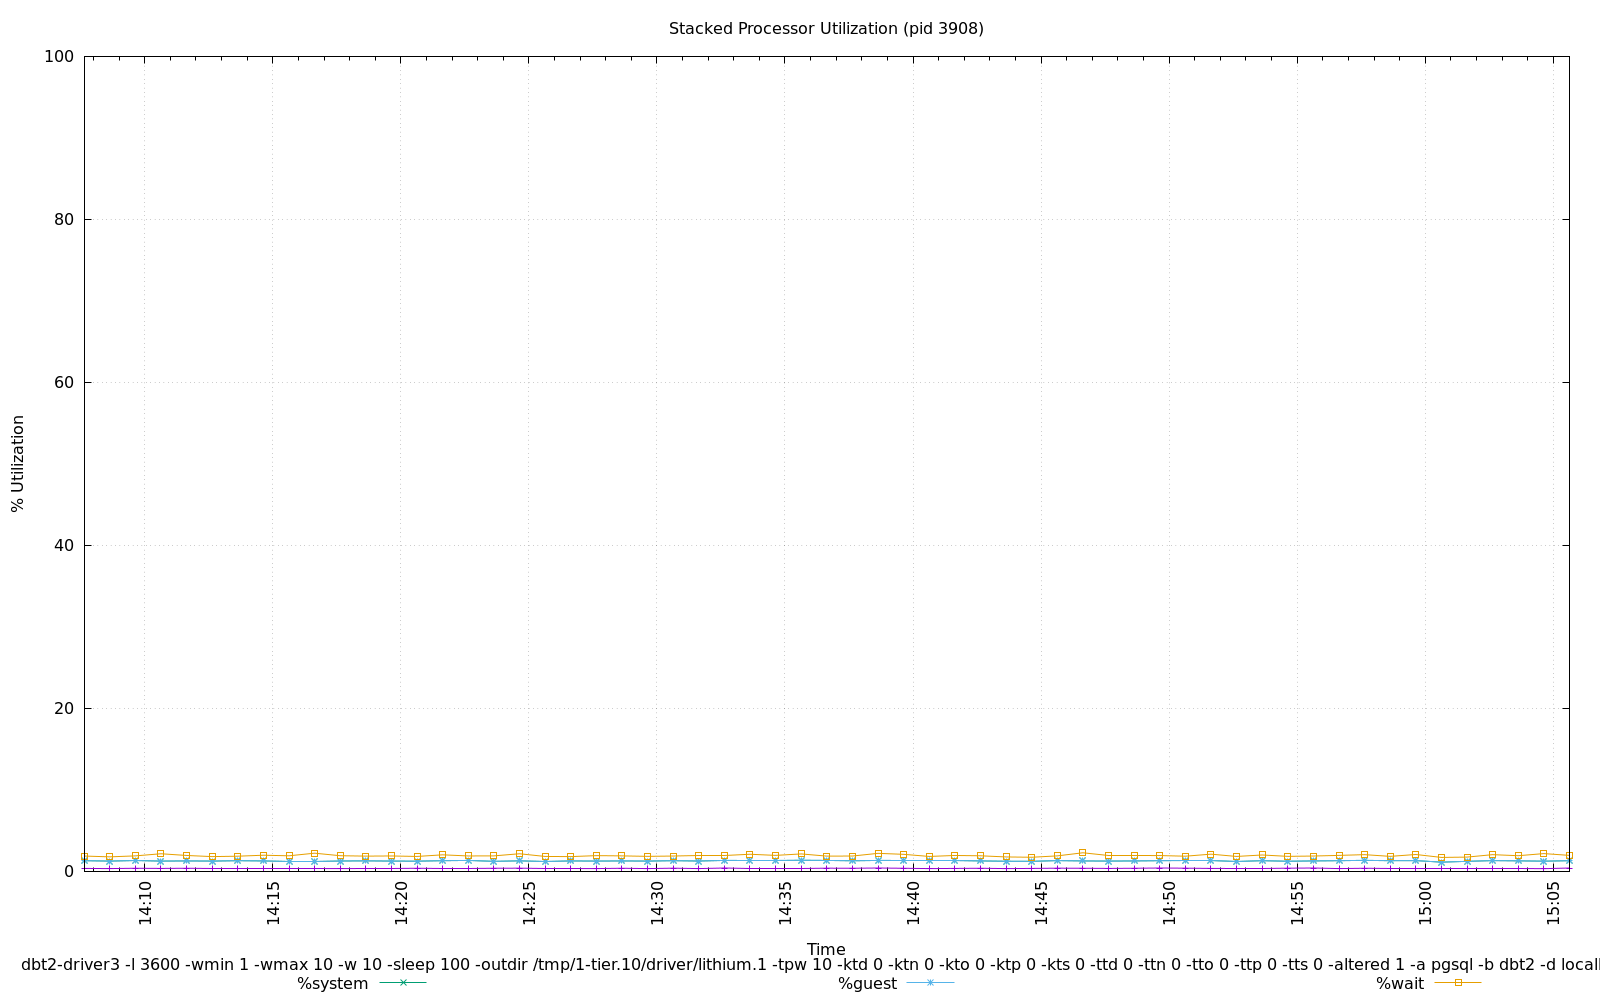 Stacked Processor Utilization (pid 3908)
100
80
60
40
20
0
% Utilization
14:10 14:15 14:20 14:25 14:30 14:35 14:40 14:45 14:50 14:55 15:00 15:05
Time
dbt2-driver3 -l 3600 -wmin 1 -wmax 10 -w 10 -sleep 100 -outdir /tmp/1-tier.10/driver/lithium.1 -tpw 10 -ktd 0 -ktn 0 -kto 0 -ktp 0 -kts 0 -ttd 0 -ttn 0 -tto 0 -ttp 0 -tts 0 -altered 1 -a pgsql -b dbt2 -d locall
%system %guest %wait